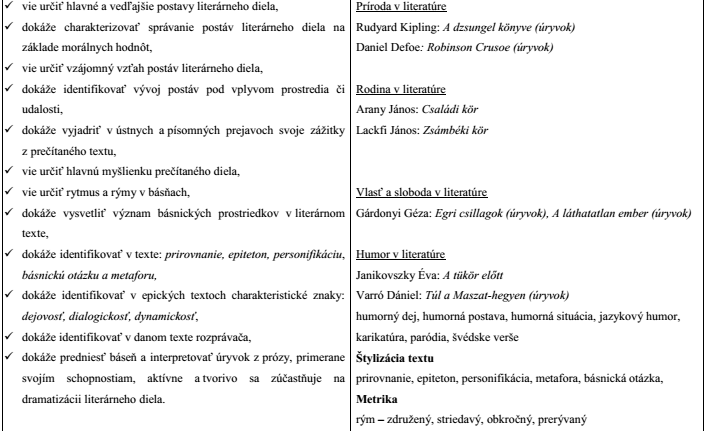 ✓ vie určiť hlavné a vedľajšie postavy literárneho diela,
✓ dokáže charakterizovať správanie postáv literárneho diela na
základe morálnych hodnôt,
✓ vie určiť vzájomný vzťah postáv literárneho diela,
✓ dokáže identifikovať vývoj postáv pod vplyvom prostredia či
udalosti,
✓ dokáže vyjadriť v ústnych a písomných prejavoch svoje zážitky
z prečítaného textu,
✓ vie určiť hlavnú myšlienku prečítaného diela,
✓ vie určiť rytmus a rýmy v básňach,
✓ dokáže vysvetliť význam básnických prostriedkov v literárnom
texte,
✓ dokáže identifikovať v texte: prirovnanie, epiteton, personifikáciu,
básnickú otázku a metaforu,
✓ dokáže identifikovať v epických textoch charakteristické znaky:
dejovosť, dialogickosť, dynamickosť,
✓ dokáže identifikovať v danom texte rozprávača,
✓ dokáže predniesť báseň a interpretovať úryvok z prózy, primerane
svojím schopnostiam, aktívne a tvorivo sa zúčastňuje na
dramatizácii literárneho diela.
Príroda v literatúre
Rudyard Kipling: A dzsungel könyve (úryvok)
Daniel Defoe: Robinson Crusoe (úryvok)
Rodina v literatúre
Arany János: Családi kör
Lackfi János: Zsámbéki kör
Vlasť a sloboda v literatúre
Gárdonyi Géza: Egri csillagok (úryvok), A láthatatlan ember (úryvok)
Humor v literatúre
Janikovszky Éva: A tükör előtt
Varró Dániel: Túl a Maszat-hegyen (úryvok)
humorný dej, humorná postava, humorná situácia, jazykový humor,
karikatúra, paródia, švédske verše
Štylizácia textu
prirovnanie, epiteton, personifikácia, metafora, básnická otázka,
Metrika
rým – združený, striedavý, obkročný, prerývaný